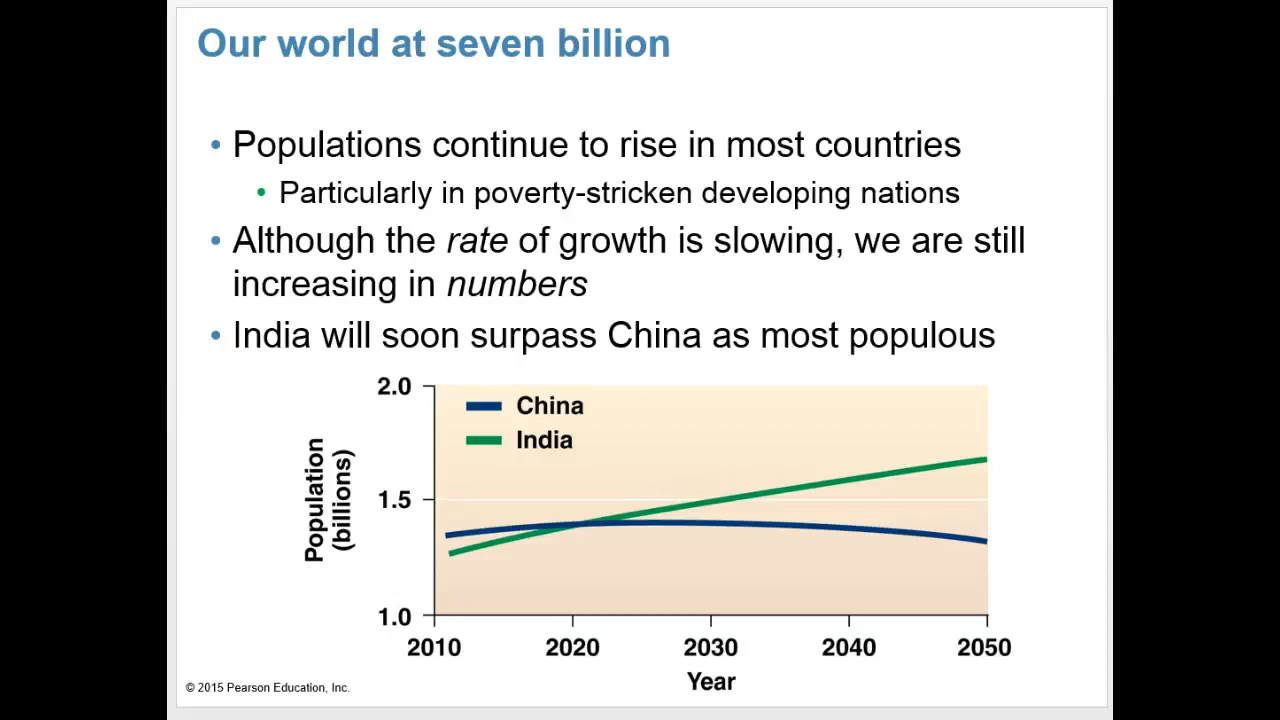 Our world at seven billion
• Populations continue to rise in most countries
• Particularly in poverty-stricken developing nations
• Although the rate of growth is slowing, we are still
increasing in numbers
• India will soon surpass China as most populous
China
India
Population
(billions)
2.0
1.5
1.0
2010 2020 2030 2040 2050
Year
© 2015 Pearson Education, Inc.